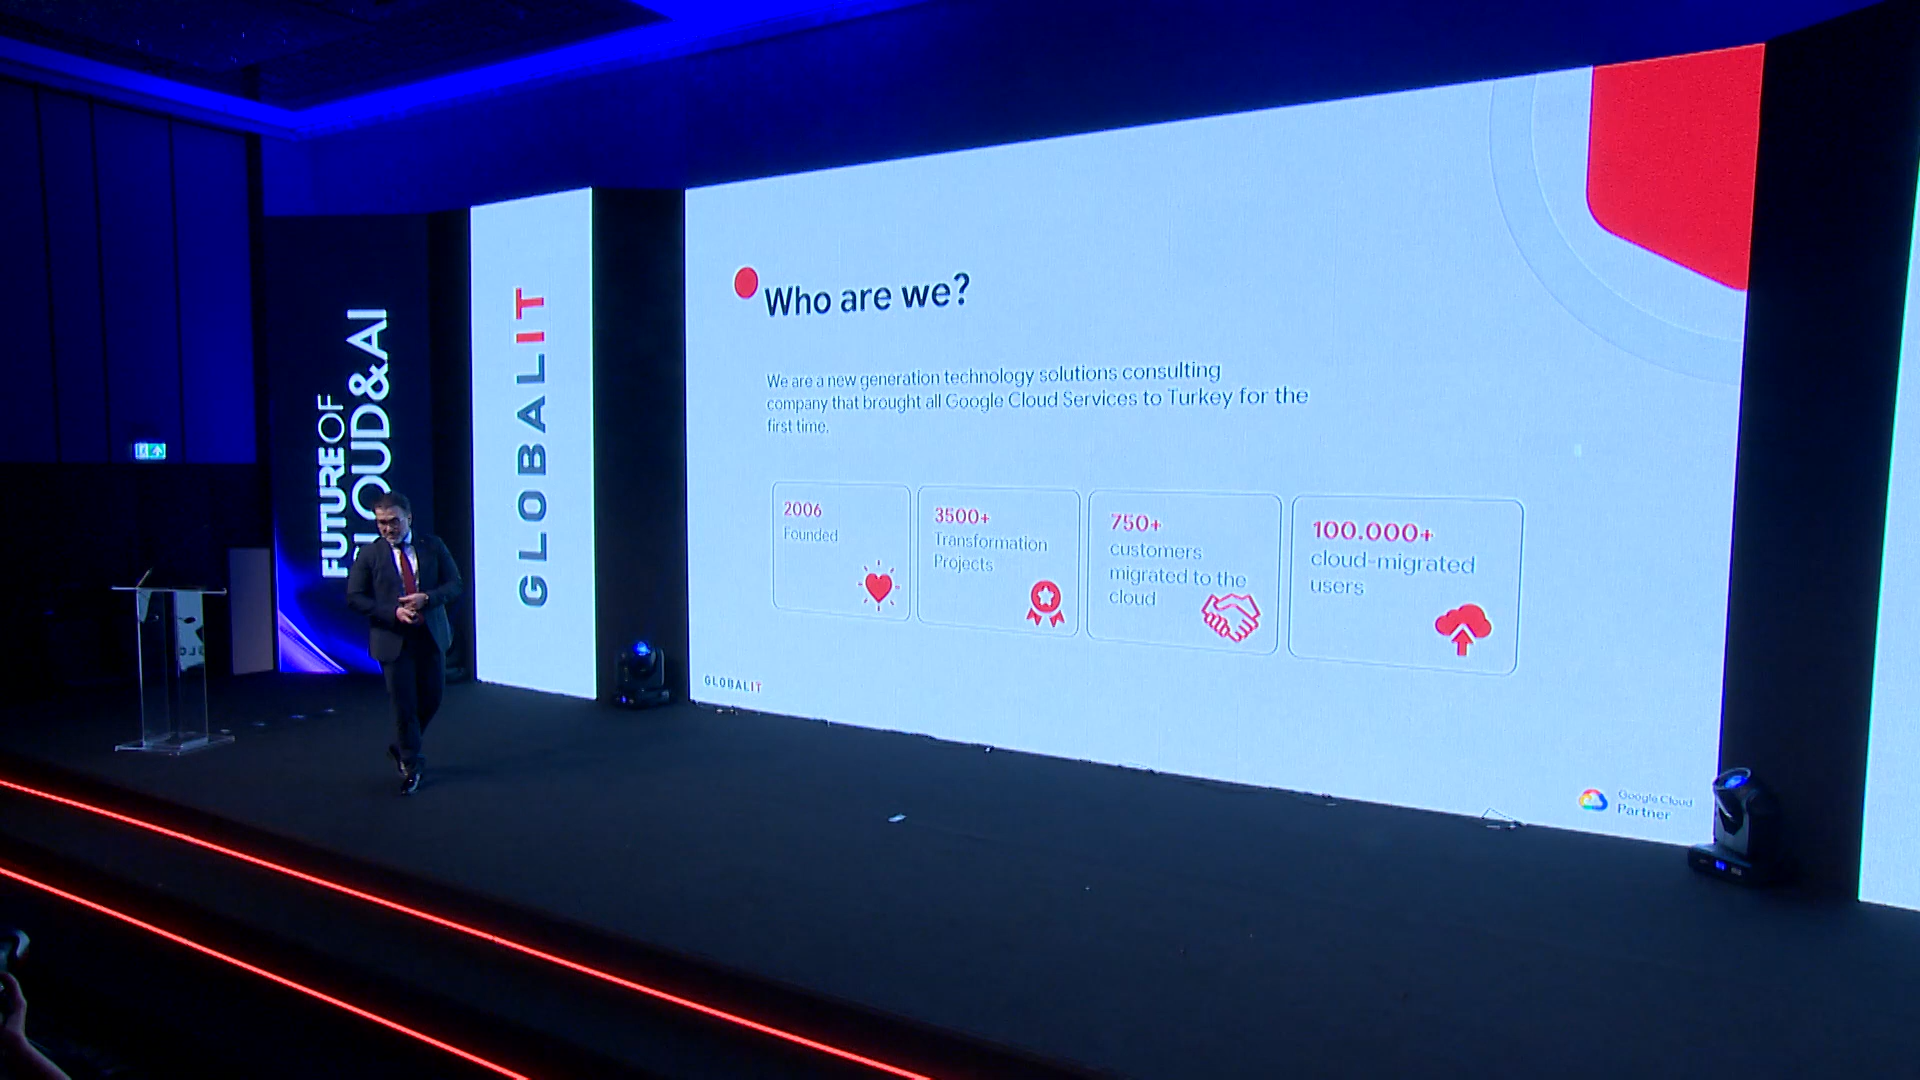 FUTURE OF
CLOUD&AI
GLOBALIT
Who are we?
We are a new generation technology solutions consulting
company that brought all Google Cloud Services to Turkey for the
first time.
2006
Founded
3500+
Transformation
Projects
750+
customers
migrated to the
cloud
100.000+
cloud-migrated
users
GLOBALIT
Google Cloud
Partner